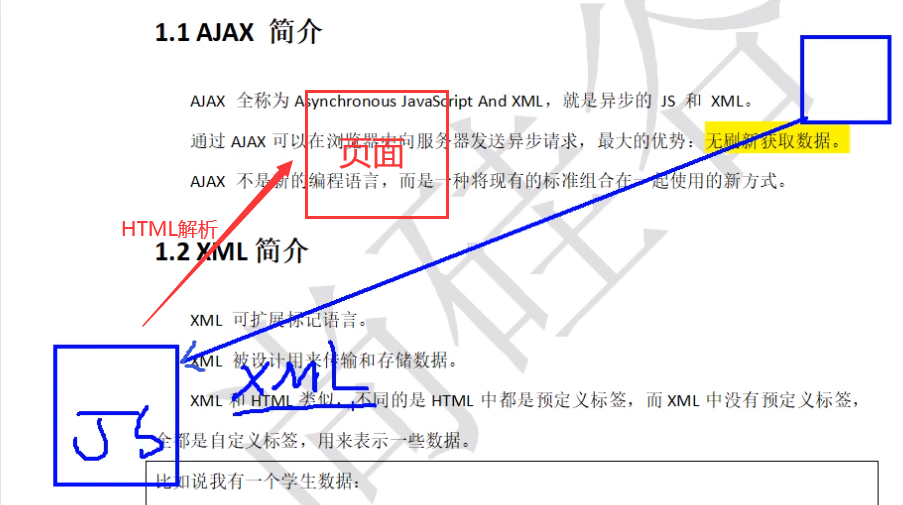 1.1 AJAX 简介
AJAX 全称为 Asynchronous JavaScript And XML，就是异步的 JS 和 XML。
通过 AJAX 可以在浏览器中向服务器发送异步请求，最大的优势：无刷新获取数据。
页面
AJAX 不是新的编程语言，而是一种将现有的标准组合在一起使用的新方式。
HTML解析
1.2 XML 简介
XML 可扩展标记语言。
XML 被设计用来传输和存储数据。
XML
XML 和 HTML 类似，不同的是 HTML 中都是预定义标签，而 XML 中没有预定义标签，
JS
全都是自定义标签，用来表示一些数据。
比如说我有一个学生数据：
尚硅谷